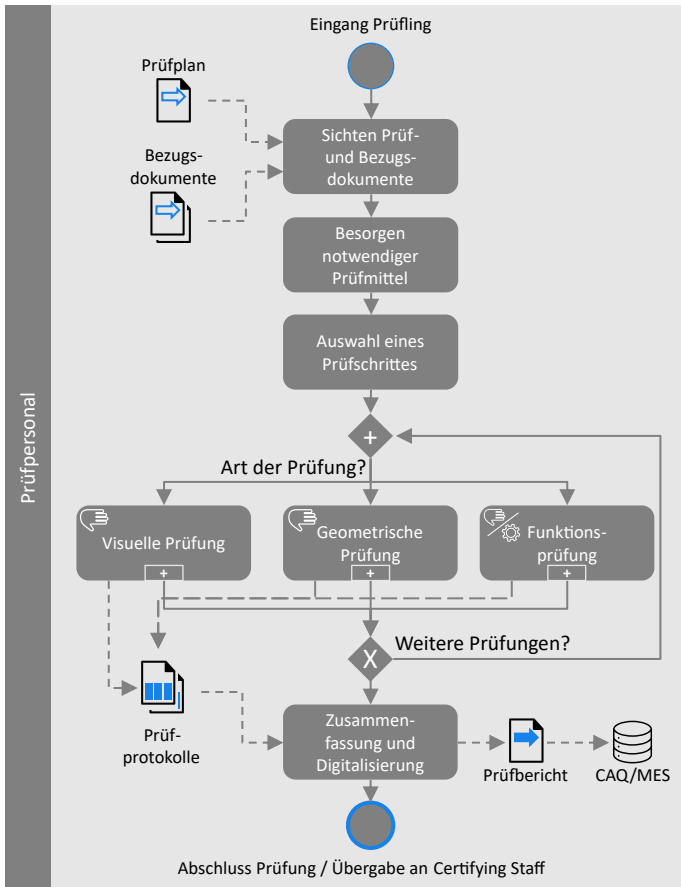 Eingang Prüfling
Prüfplan
Sichten Prüf-
und Bezugs-
dokumente
Bezugs-
dokumente
Besorgen
notwendiger
Prüfmittel
Auswahl eines
Prüfschrittes
Prüfpersonal
+
Art der Prüfung?
Visuelle Prüfung
+
Geometrische
Prüfung
+
Funktions-
prüfung
+
Weitere Prüfungen?
X
Prüf-
protokolle
Zusammen-
fassung und
Digitalisierung
Prüfbericht
CAQ/MES
Abschluss Prüfung / Übergabe an Certifying Staff